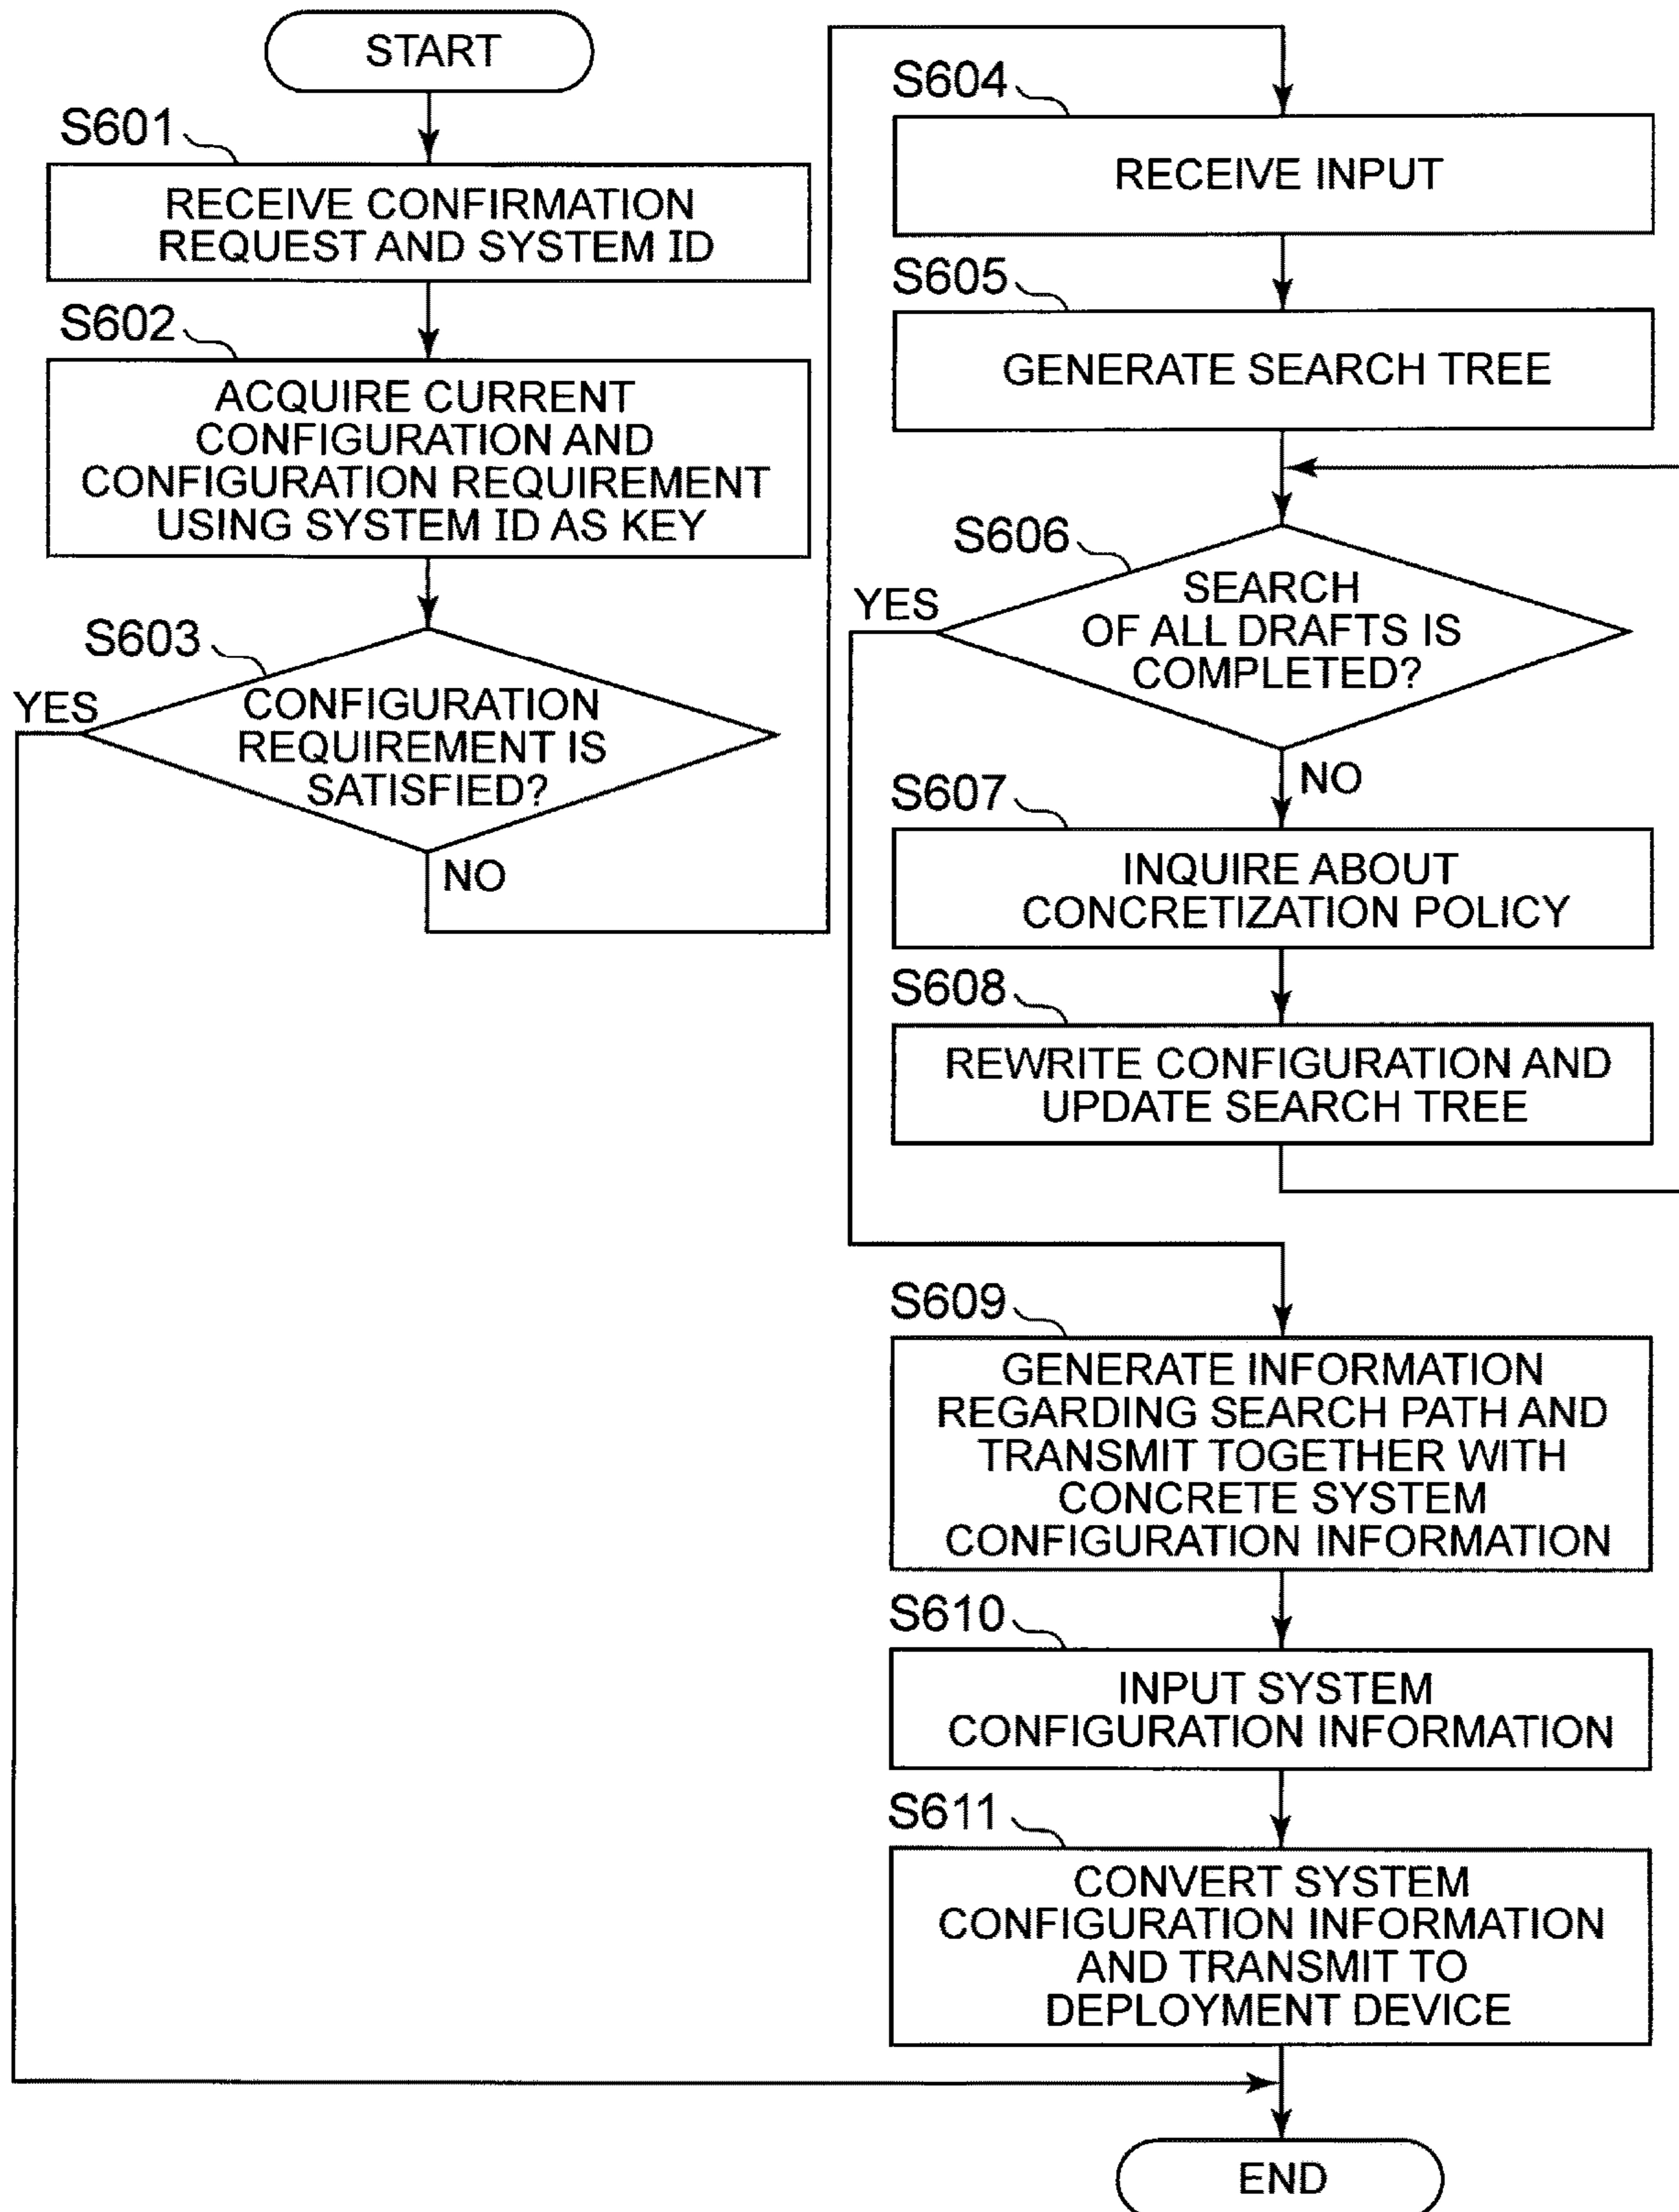 START
S601
RECEIVE CONFIRMATION
REQUEST AND SYSTEM ID
S602
ACQUIRE CURRENT
CONFIGURATION AND
CONFIGURATION REQUIREMENT
USING SYSTEM ID AS KEY
S603
YES
CONFIGURATION
REQUIREMENT IS
SATISFIED?
NO
S604
RECEIVE INPUT
S605
GENERATE SEARCH TREE
S606
YES
SEARCH
OF ALL DRAFTS IS
COMPLETED?
NO
S607
INQUIRE ABOUT
CONCRETIZATION POLICY
S608
REWRITE CONFIGURATION AND
UPDATE SEARCH TREE
S609
GENERATE INFORMATION
REGARDING SEARCH PATH AND
TRANSMIT TOGETHER WITH
CONCRETE SYSTEM
CONFIGURATION INFORMATION
S610
INPUT SYSTEM
CONFIGURATION INFORMATION
S611
CONVERT SYSTEM
CONFIGURATION INFORMATION
AND TRANSMIT TO
DEPLOYMENT DEVICE
END